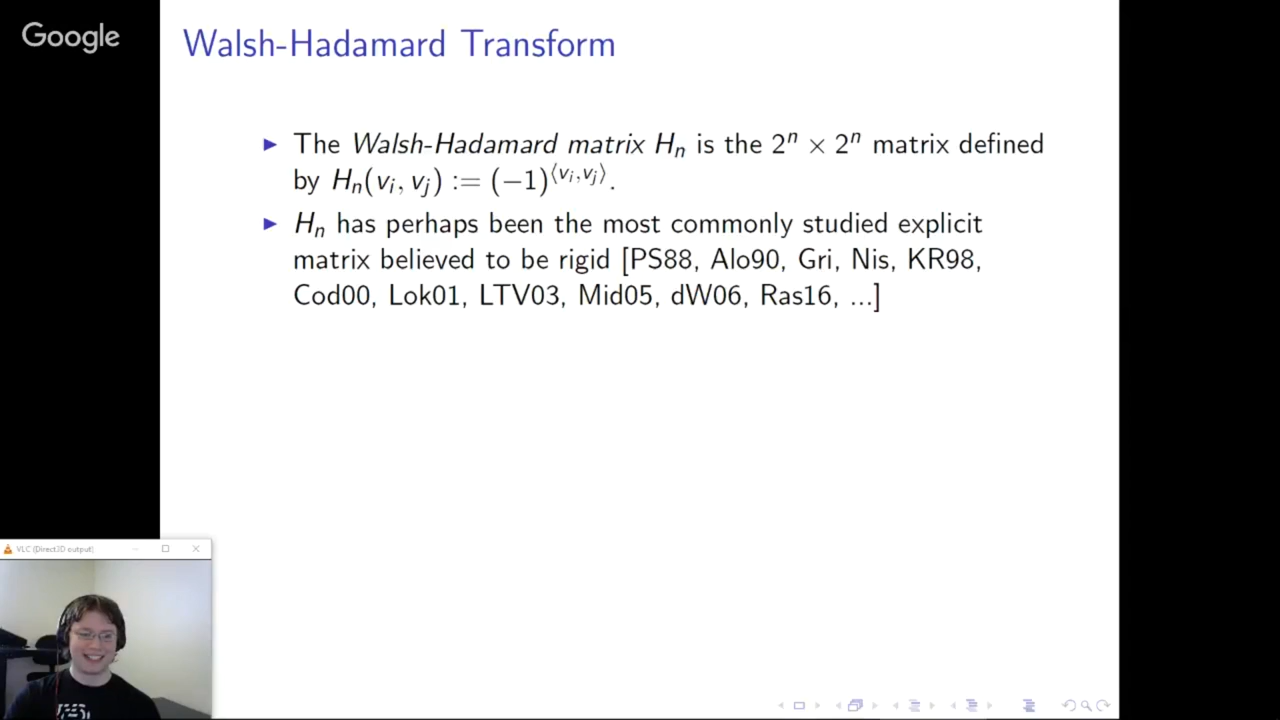 Google
Walsh-Hadamard Transform
► The Walsh-Hadamard matrix Hₙ is the 2ⁿ × 2ⁿ matrix defined
by Hₙ(vᵢ, vⱼ) := (−1)^⟨vᵢ,vⱼ⟩.
► Hₙ has perhaps been the most commonly studied explicit
matrix believed to be rigid [PS88, Alo90, Gri, Nis, KR98,
Cod00, Lok01, LTV03, Mid05, dW06, Ras16, ...]
VLC (Direct3D output)